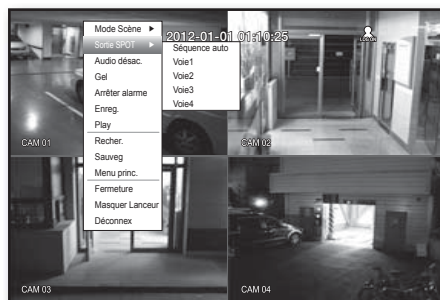 Mode Scène
2012-01-01 01:10:25
LOG ON
Sortie SPOT
Séquence auto
Audio désac.
Voie1
Gel
Voie2
Arrêter alarme
Voie3
Enreg.
Voie4
Play
CAM 01
CAM 02
Recher.
Sauveg
Menu princ.
Fermeture
Masquer Lanceur
Déconnex
CAM 03
CAM 04